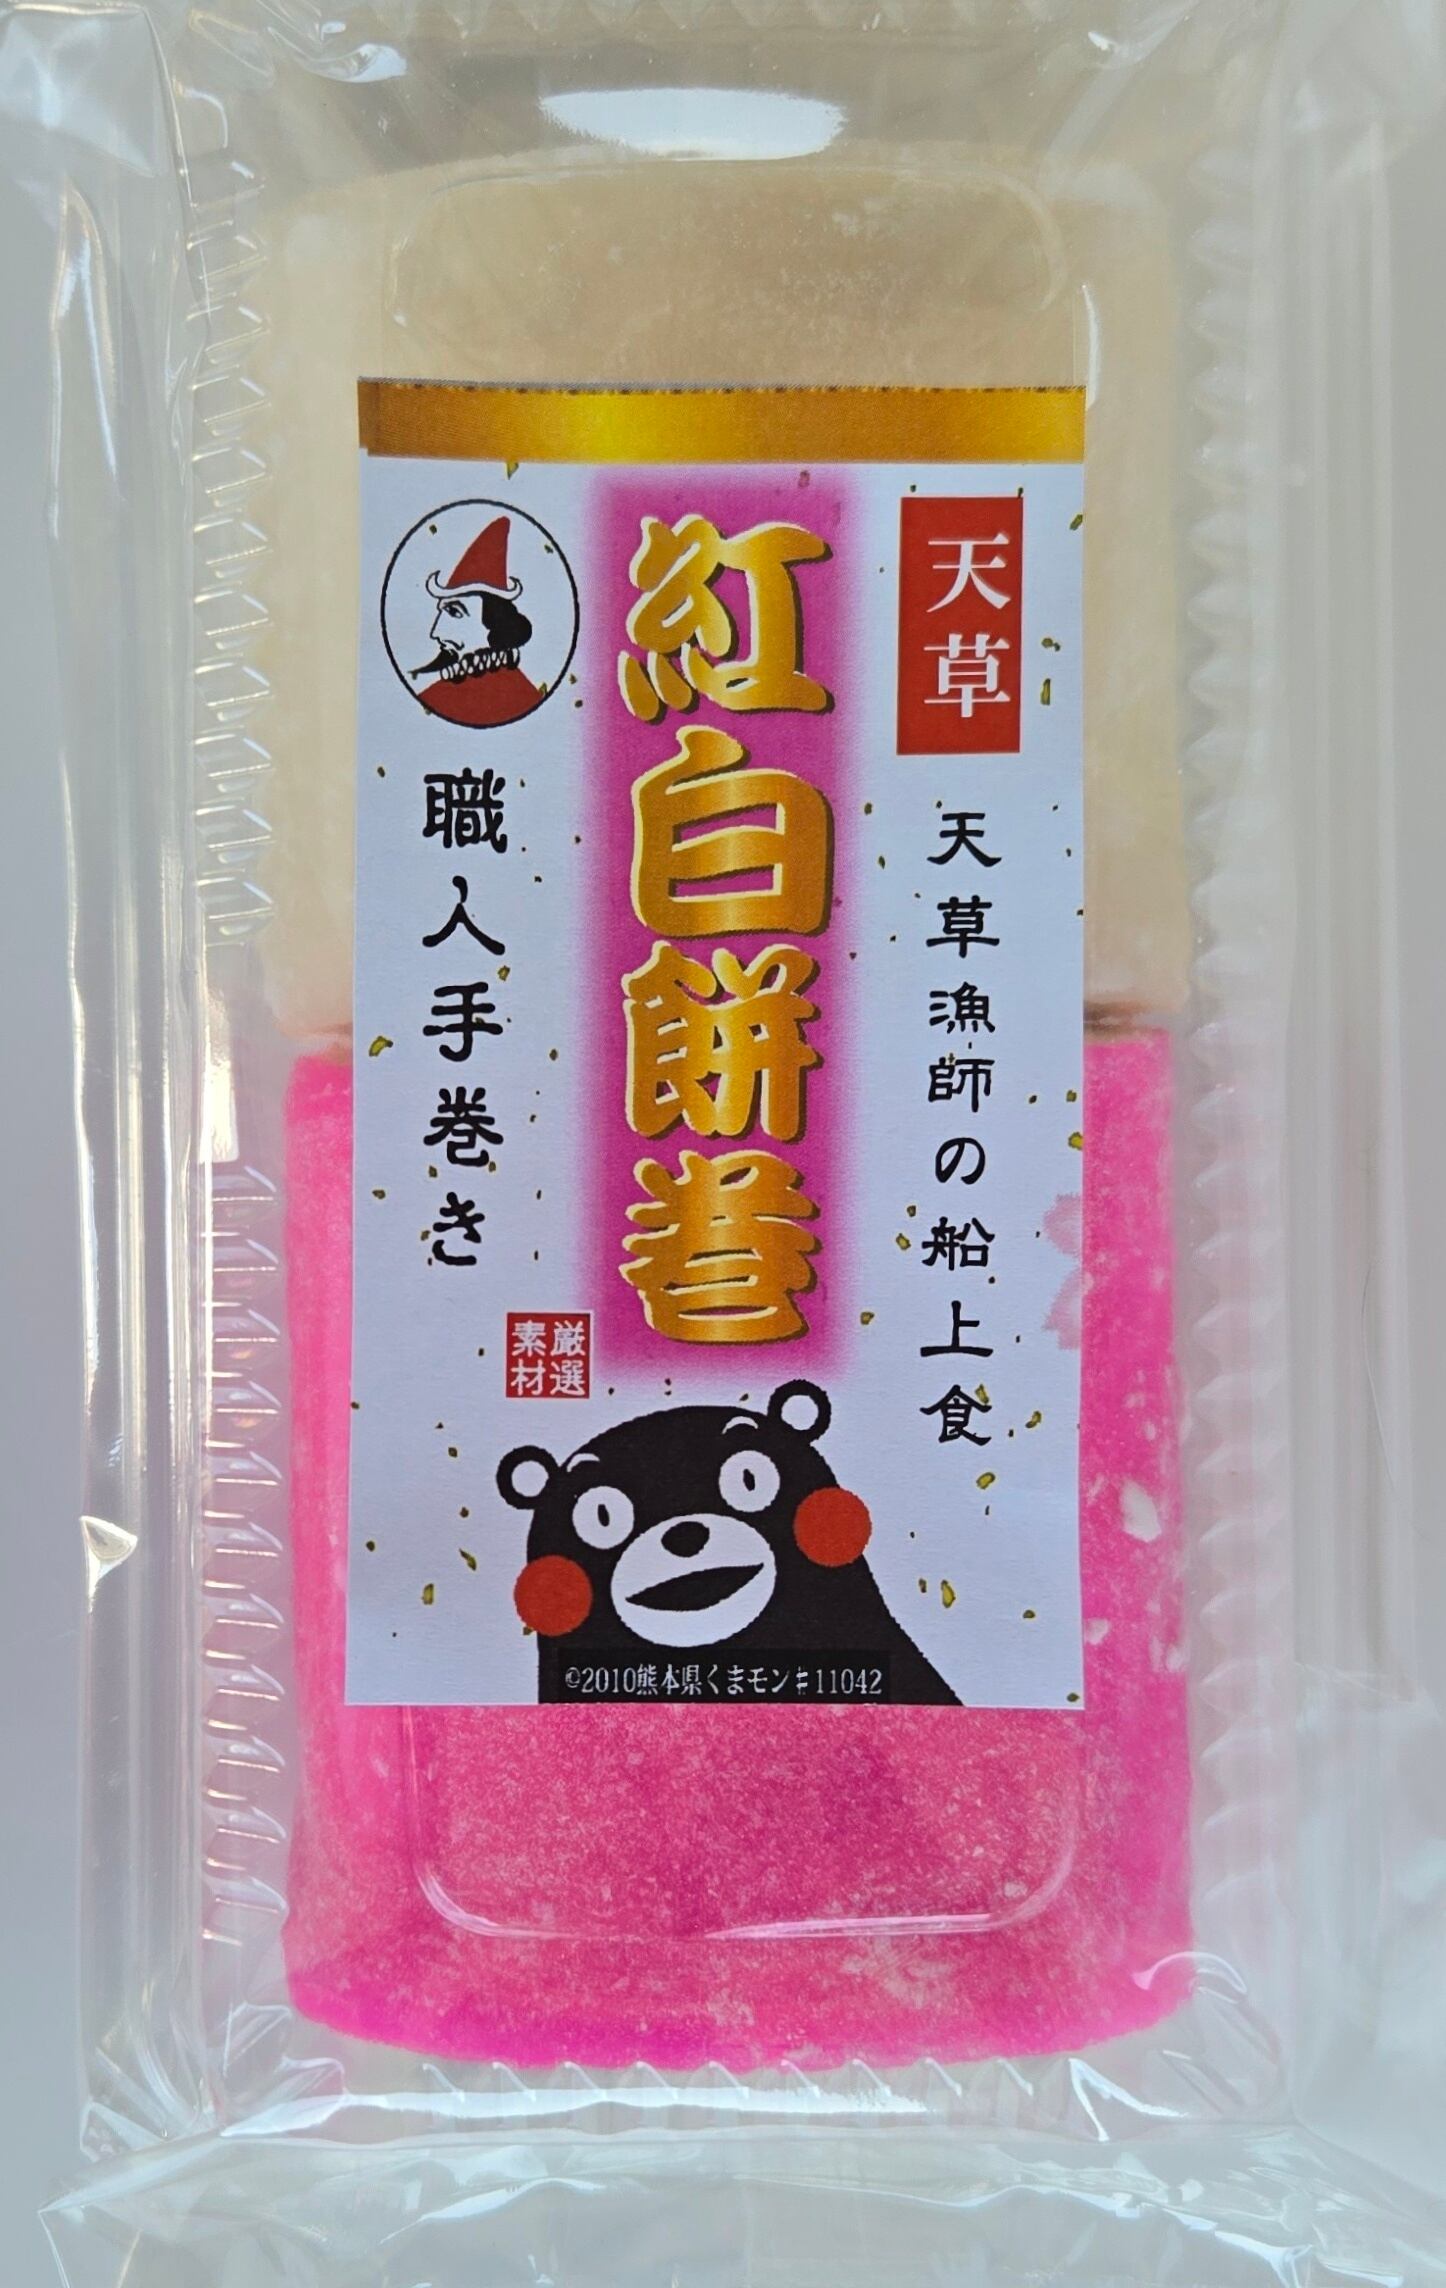 天草
天草漁師の船上食
紅白餅巻
職人手巻き
厳選
素材
©2010熊本県くまモン#11042